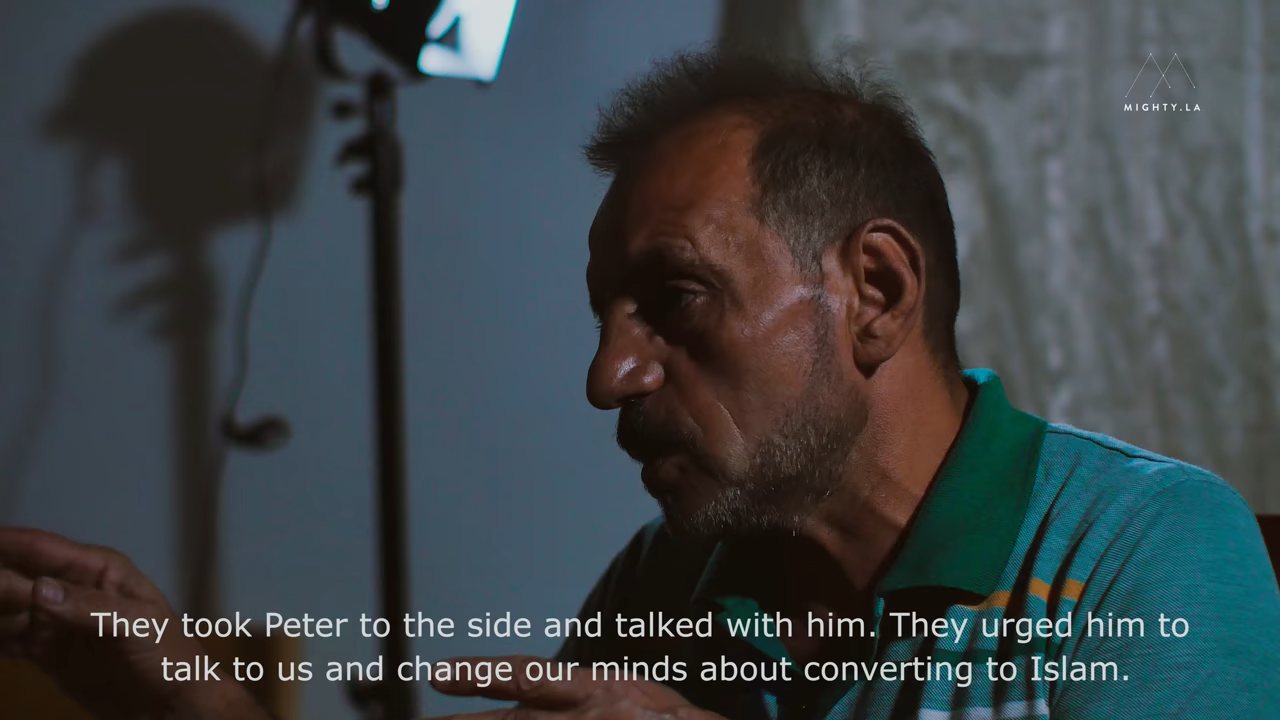 MIGHTY.LA
They took Peter to the side and talked with him. They urged him to
talk to us and change our minds about converting to Islam.